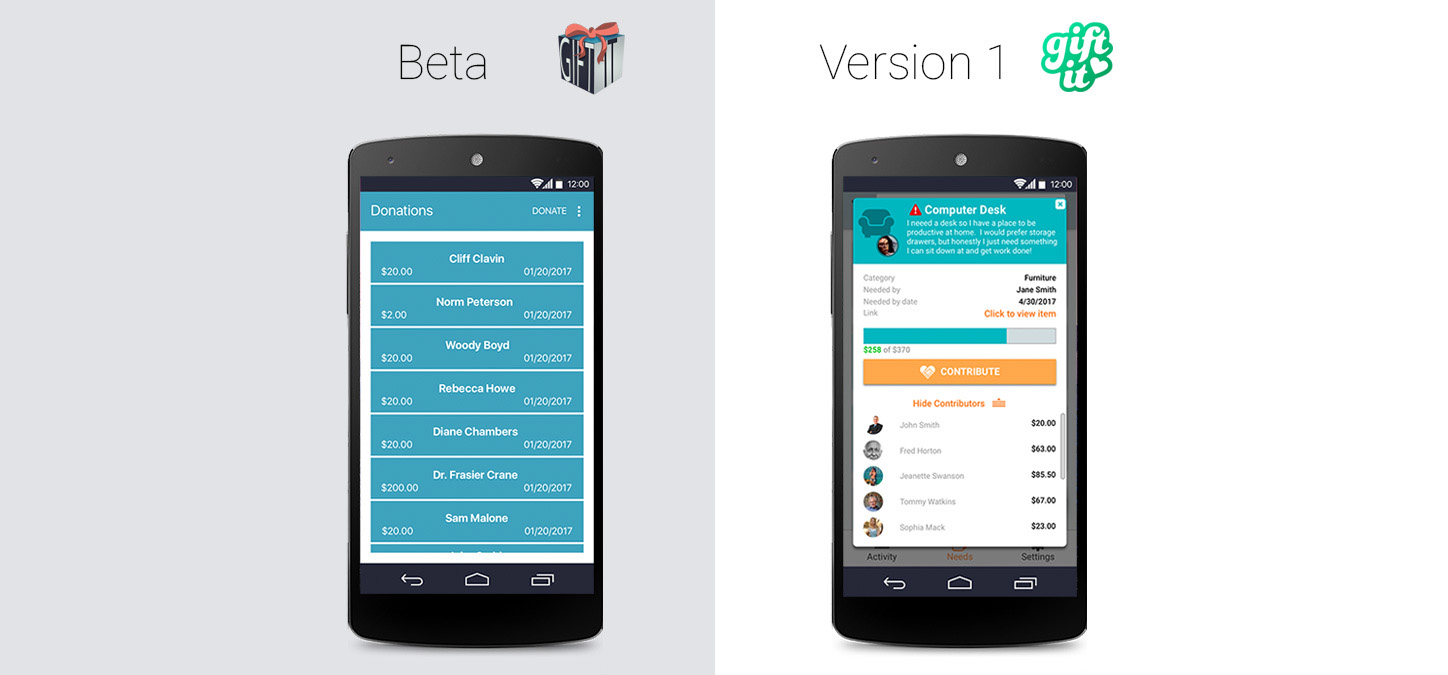 Beta
GIFT IT
12:00
Donations
DONATE
Cliff Clavin
$20.00 01/20/2017
Norm Peterson
$2.00 01/20/2017
Woody Boyd
$20.00 01/20/2017
Rebecca Howe
$20.00 01/20/2017
Diane Chambers
$20.00 01/20/2017
Dr. Frasier Crane
$200.00 01/20/2017
Sam Malone
$20.00 01/20/2017
Version 1
gift
it
12:00
Computer Desk
I neeed a desk so I have a place to be
productive at home. I would prefer storage
drawers, but honestly I just need something
I can sit down at and get work done!
Category Furniture
Needed by Jane Smith
Needed by date 4/30/2017
Link Click to view item
$258 of $370
CONTRIBUTE
Hide Contributors
John Smith $20.00
Fred Horton $63.00
Jeanette Swanson $85.50
Tommy Watkins $67.00
Sophia Mack $23.00
Activity Needs Settings